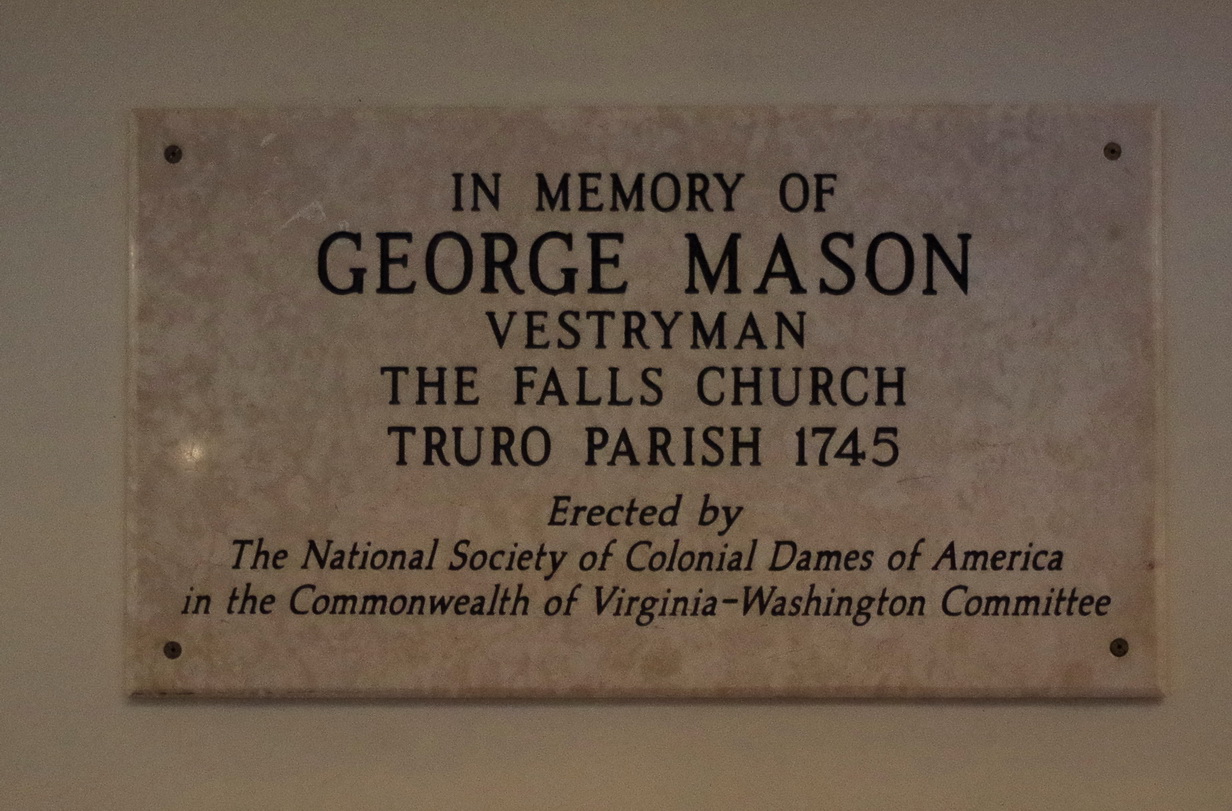 IN MEMORY OF
GEORGE MASON
VESTRYMAN
THE FALLS CHURCH
TRURO PARISH 1745
Erected by
The National Society of Colonial Dames of America
in the Commonwealth of Virginia-Washington Committee